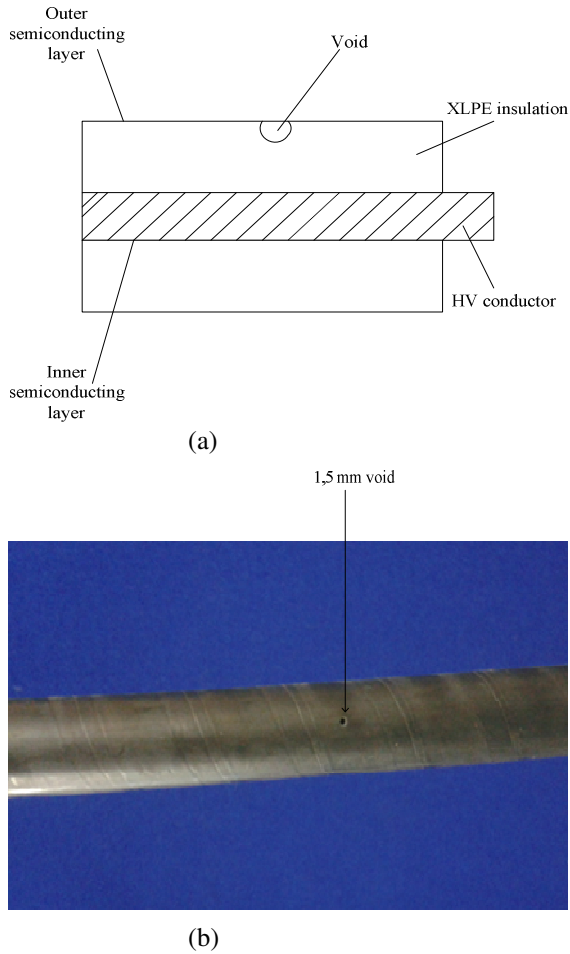 Outer
semiconducting
layer
Void
XLPE insulation
HV conductor
Inner
semiconducting
layer
(a)
1,5 mm void
(b)